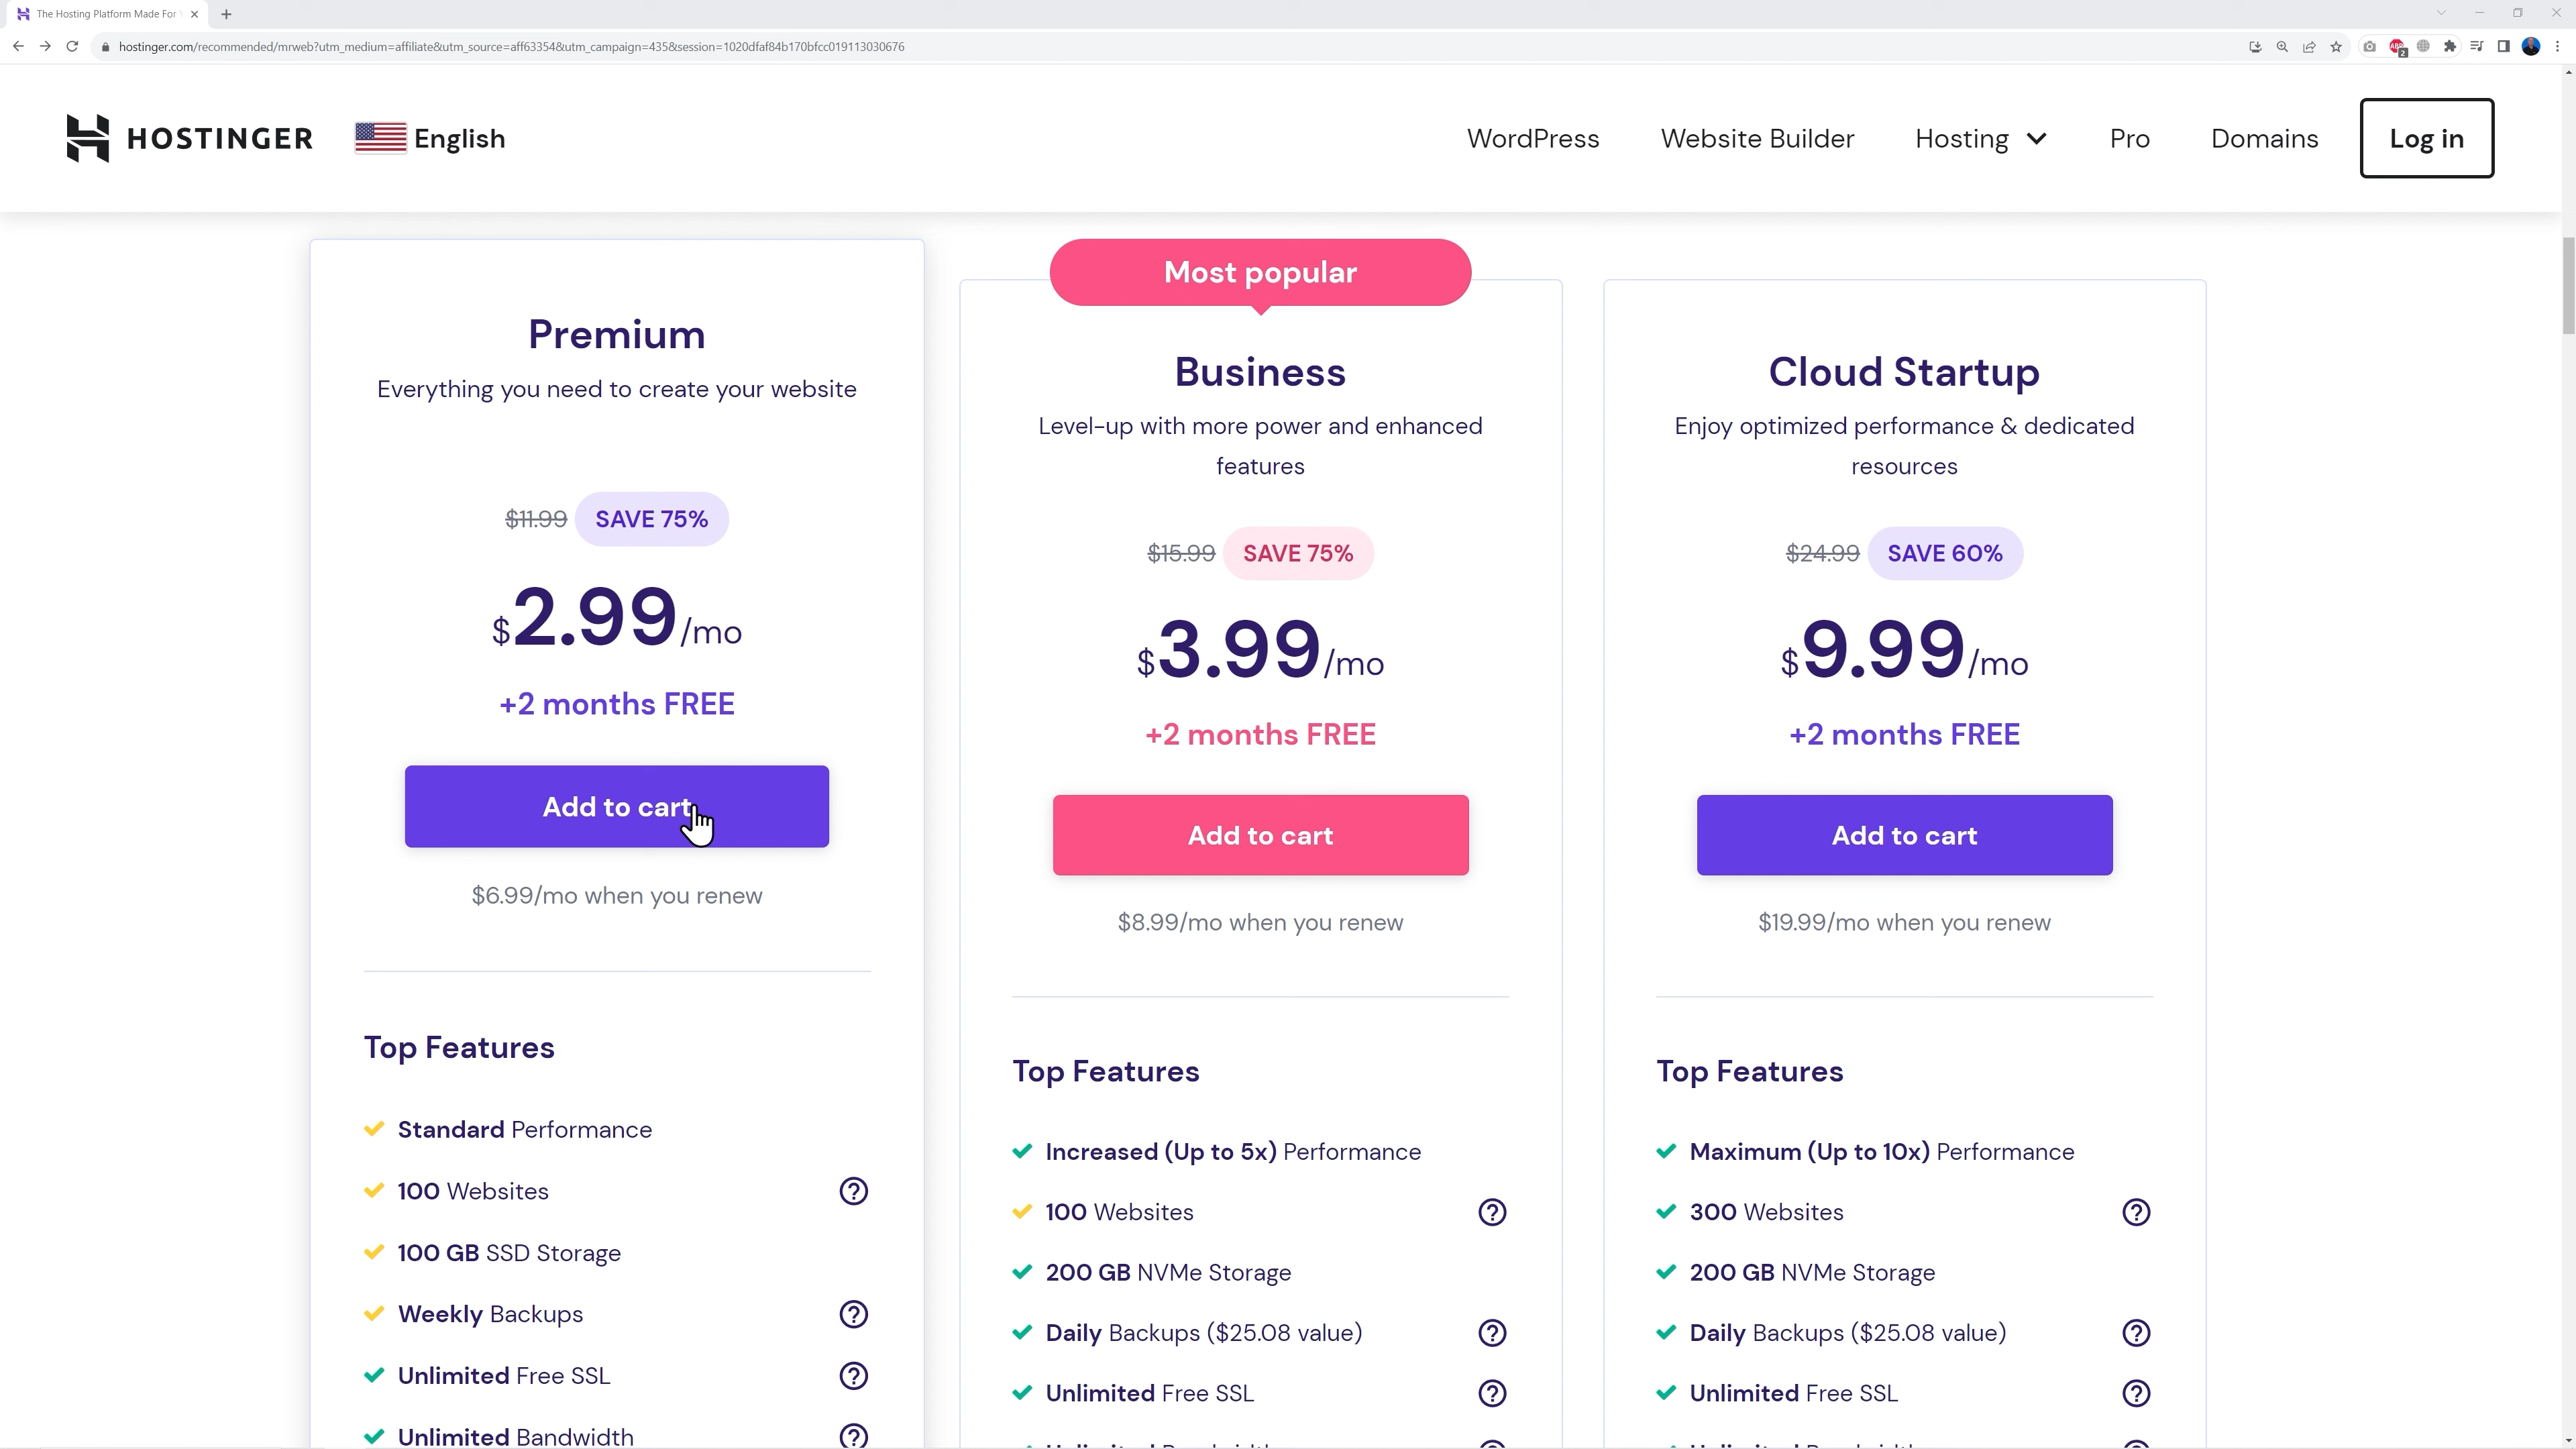 The Hosting Platform Made For
hostinger.com/recommended/mrweb?utm_medium=affiliate&utm_source=aff63354&utm_campaign=435&session=1020dfaf84b170bfcc019113030676
ABP
2
HOSTINGER
English
WordPress
Website Builder
Hosting
Pro
Domains
Log in
Premium
Everything you need to create your website
$11.99 SAVE 75%
$2.99/mo
+2 months FREE
Add to cart
$6.99/mo when you renew
Top Features
Standard Performance
100 Websites
100 GB SSD Storage
Weekly Backups
Unlimited Free SSL
Unlimited Bandwidth
Most popular
Business
Level-up with more power and enhanced
features
$15.99 SAVE 75%
$3.99/mo
+2 months FREE
Add to cart
$8.99/mo when you renew
Top Features
Increased (Up to 5x) Performance
100 Websites
200 GB NVMe Storage
Daily Backups ($25.08 value)
Unlimited Free SSL
Cloud Startup
Enjoy optimized performance & dedicated
resources
$24.99 SAVE 60%
$9.99/mo
+2 months FREE
Add to cart
$19.99/mo when you renew
Top Features
Maximum (Up to 10x) Performance
300 Websites
200 GB NVMe Storage
Daily Backups ($25.08 value)
Unlimited Free SSL